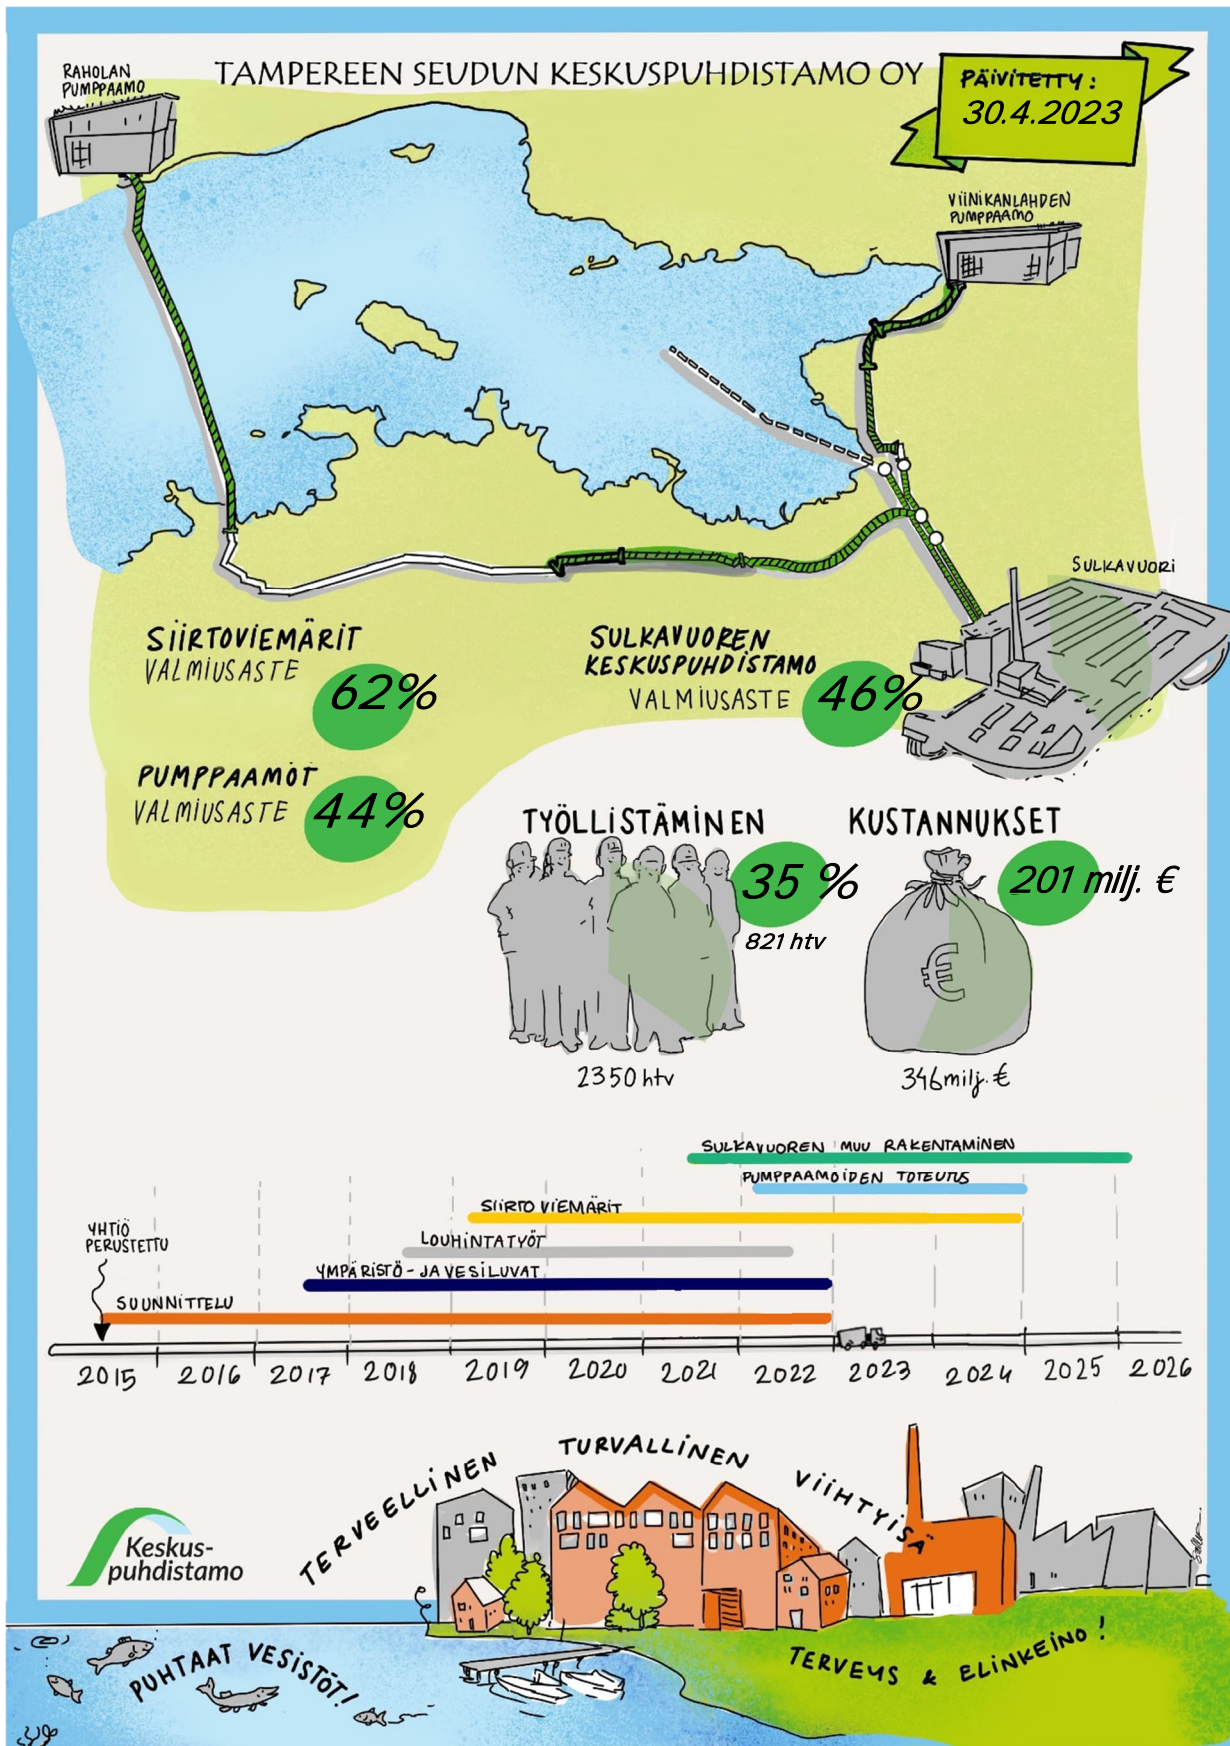 RAHOLAN
PUMPPAAMO
TAMPEREEN SEUDUN KESKUSPUHDISTAMO OY
PÄIVITETTY:
30.4.2023
VIINIKANLAHDEN
PUMPPAAMO
SULKAVUORI
SIIRTOVIEMÄRIT
VALMIUSASTE
62%
SULKAVUOREN
KESKUSPUHDISTAMO
VALMIUSASTE
46%
PUMPPAAMOT
VALMIUSASTE
44%
TYÖLLISTÄMINEN
35 %
821 htv
2350 htv
KUSTANNUKSET
201 milj. €
€
346milj. €
SULKAVUOREN MUU RAKENTAMINEN
PUMPPAAMOIDEN TOTEUTUS
SIIRTO VIEMÄRIT
LOUHINTATYÖT
YMPÄRISTÖ- JA VESILUVAT
SUUNNITTELU
YHTIÖ
PERUSTETTU
2015 2016 2017 2018 2019 2020 2021 2022 2023 2024 2025 2026
TERVEELLINEN TURVALLINEN VIIHTYISÄ
Keskus-
puhdistamo
PUHTAAT VESISTÖT!
TERVEYS & ELINKEINO!